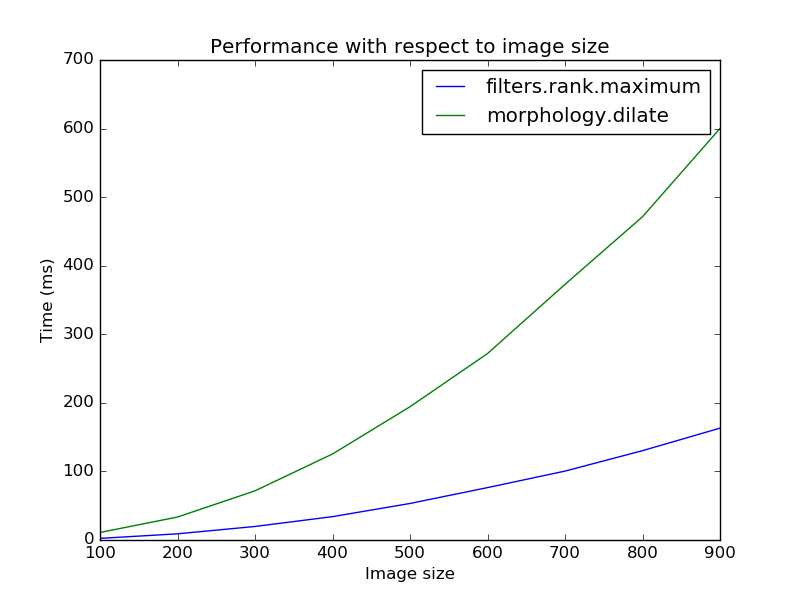 Performance with respect to image size
filters.rank.maximum
morphology.dilate
700
600
500
400
300
200
100
0
Time (ms)
100 200 300 400 500 600 700 800 900
Image size